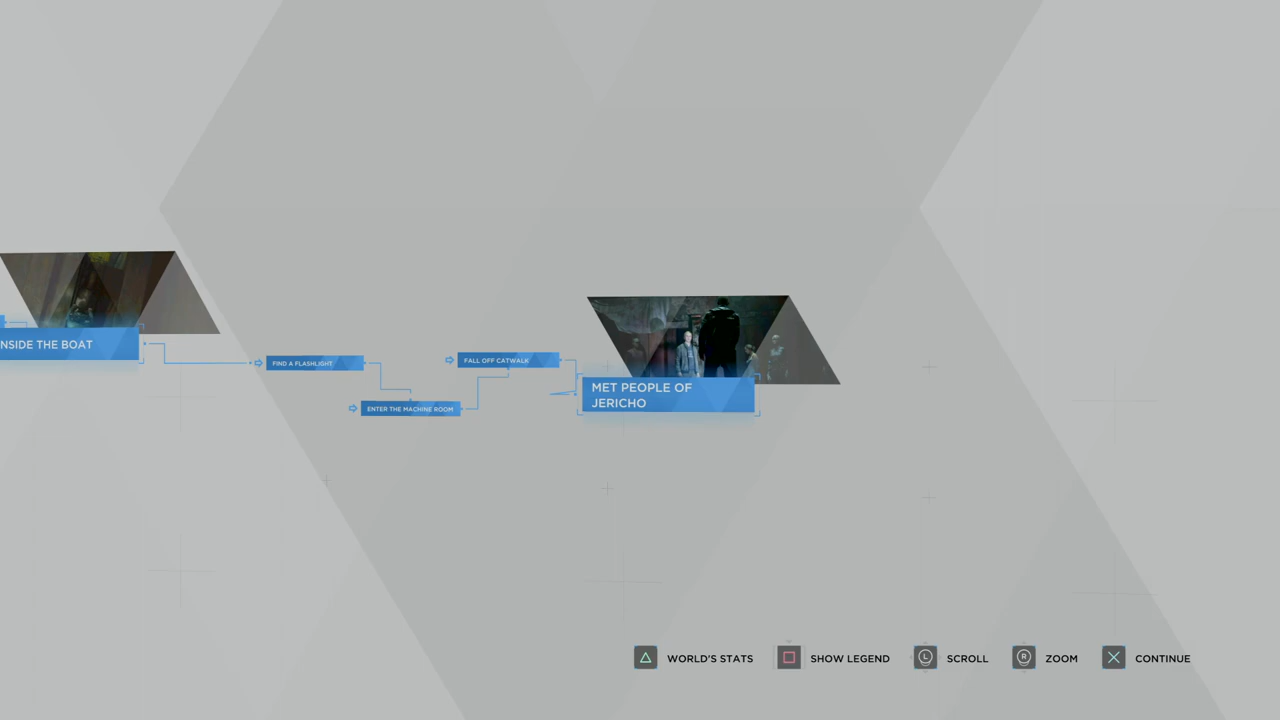 NSIDE THE BOAT
FIND A FLASHLIGHT
ENTER THE MACHINE ROOM
FALL OFF CATWALK
MET PEOPLE OF
JERICHO
WORLD'S STATS
SHOW LEGEND
L
SCROLL
R
ZOOM
CONTINUE